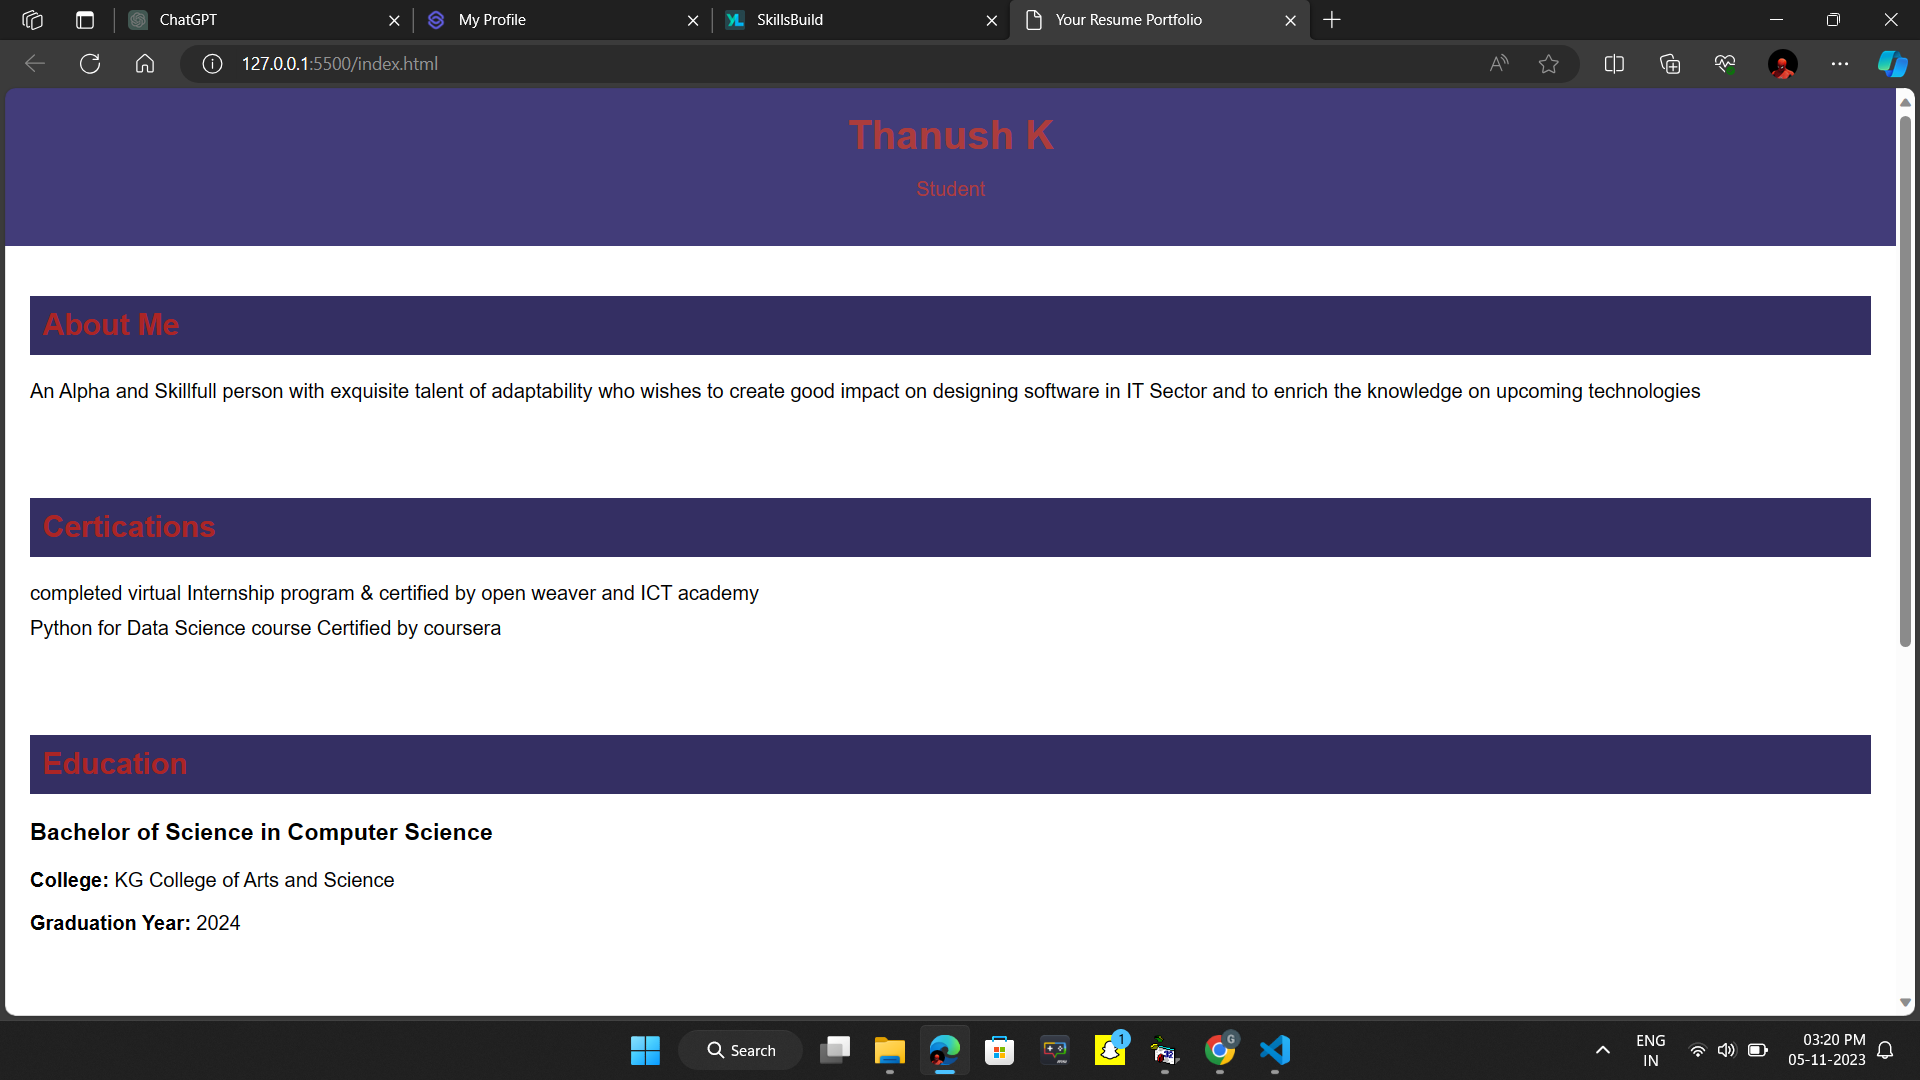 ChatGPT
My Profile
SkillsBuild
Your Resume Portfolio
127.0.0.1:5500/index.html
Thanush K
Student
About Me
An Alpha and Skillfull person with exquisite talent of adaptability who wishes to create good impact on designing software in IT Sector and to enrich the knowledge on upcoming technologies
Certications
completed virtual Internship program & certified by open weaver and ICT academy
Python for Data Science course Certified by coursera
Education
Bachelor of Science in Computer Science
College: KG College of Arts and Science
Graduation Year: 2024
Search
1
G
ENG
IN
03:20 PM
05-11-2023